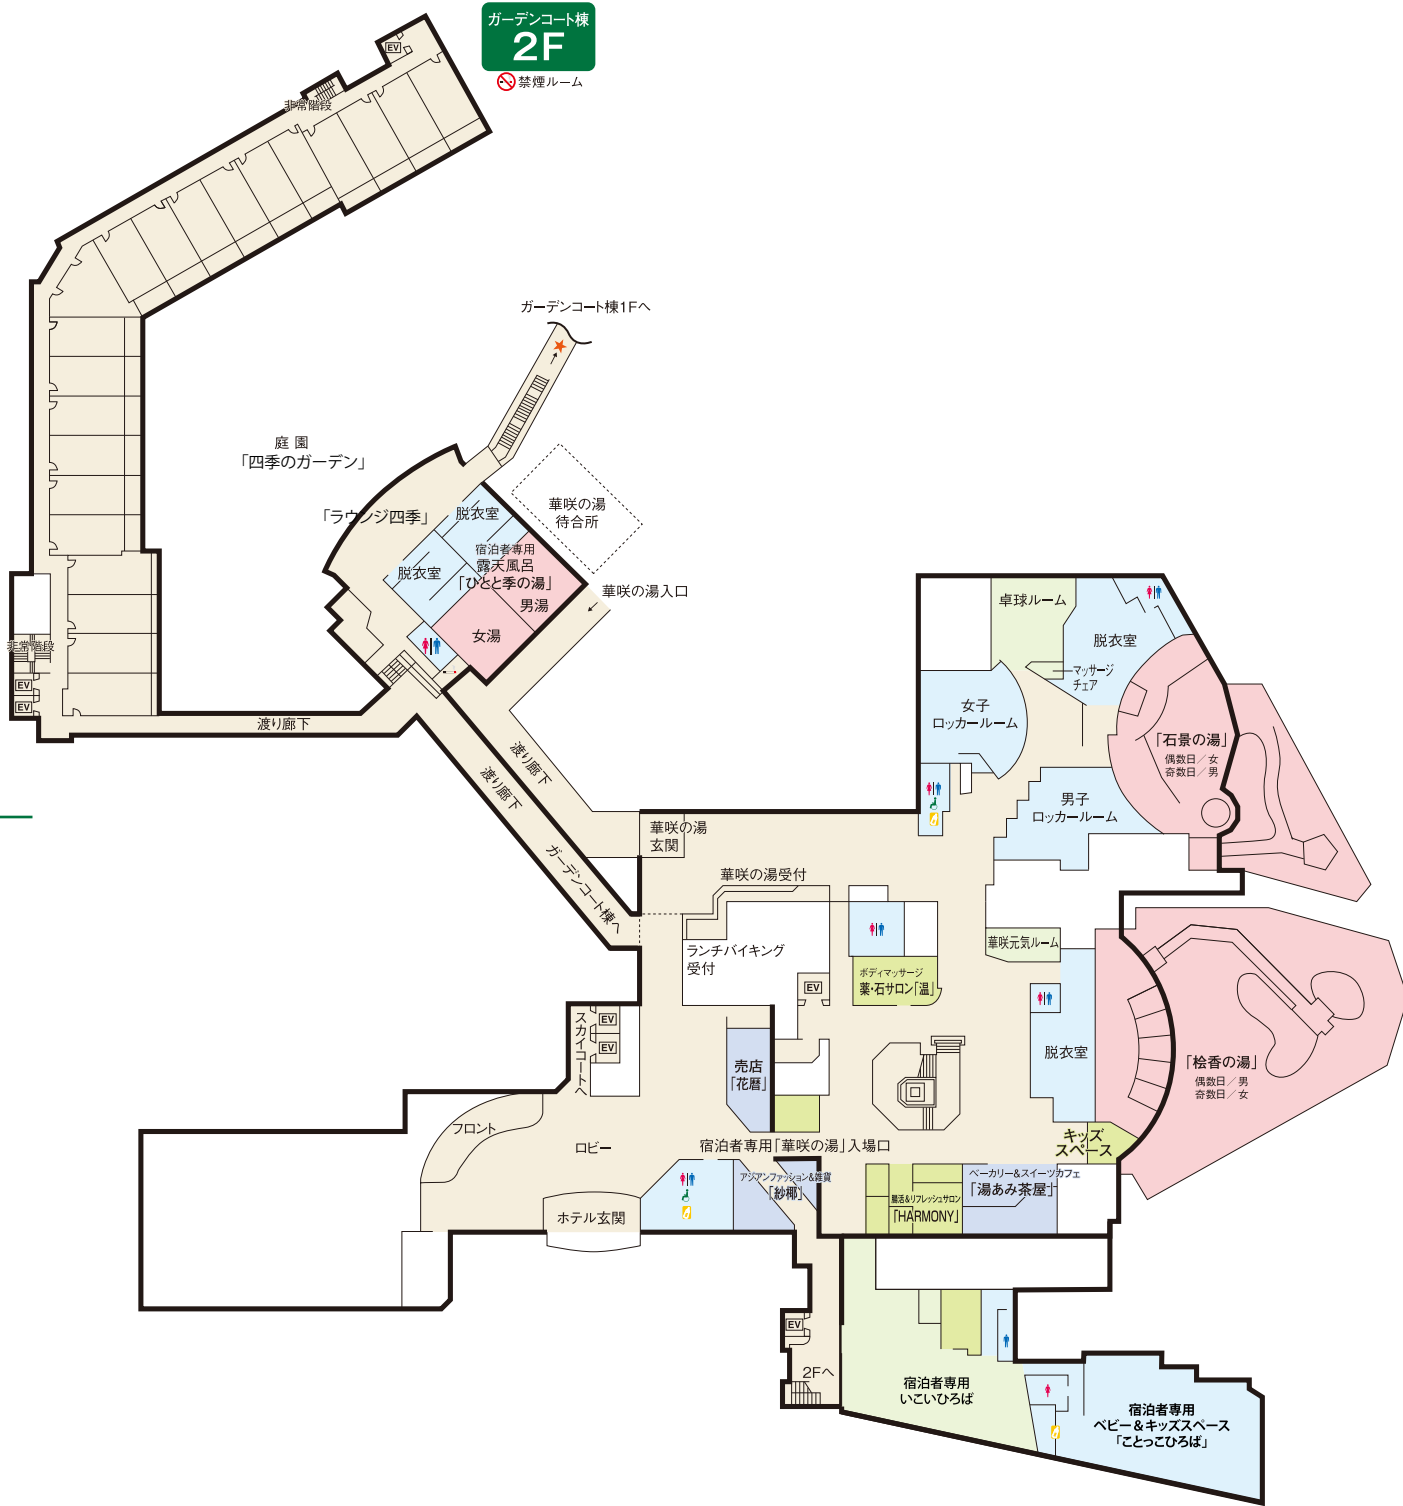 ガーデンコート棟
2F
禁煙ルーム
EV
非常階段
ガーデンコート棟1Fへ
庭園
「四季のガーデン」
「ラウンジ四季」
脱衣室
華咲の湯
待合所
宿泊者専用
露天風呂
「ひとと季の湯」
脱衣室
男湯
女湯
華咲の湯入口
非常階段
EV
EV
渡り廊下
渡り廊下
渡り廊下
ガーデンコート棟へ
華咲の湯
玄関
卓球ルーム
脱衣室
マッサージ
チェア
女子
ロッカールーム
「石景の湯」
偶数日／女
奇数日／男
男子
ロッカールーム
華咲の湯受付
ランチバイキング
受付
華咲元気ルーム
ボディマッサージ
薬・石サロン「温」
EV
スカイコートへ
EV
EV
売店
「花暦」
脱衣室
「桧香の湯」
偶数日／男
奇数日／女
フロント
ロビー
宿泊者専用「華咲の湯」入場口
キッズ
スペース
アジアンファッション&雑貨
「紗椰」
腸活&リフレッシュサロン
「HARMONY」
ベーカリー&スイーツカフェ
「湯あみ茶屋」
ホテル玄関
EV
2Fへ
宿泊者専用
いこいひろば
宿泊者専用
ベビー&キッズスペース
「ことっこひろば」